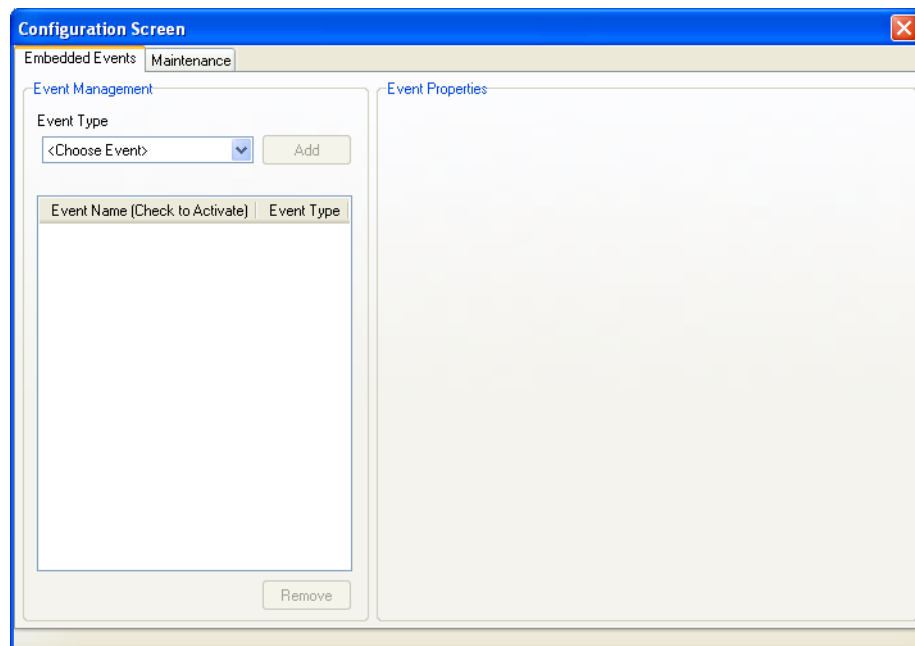 Configuration Screen
Embedded Events Maintenance
Event Management
Event Type
<Choose Event> Add
Event Name (Check to Activate) Event Type
Remove
Event Properties